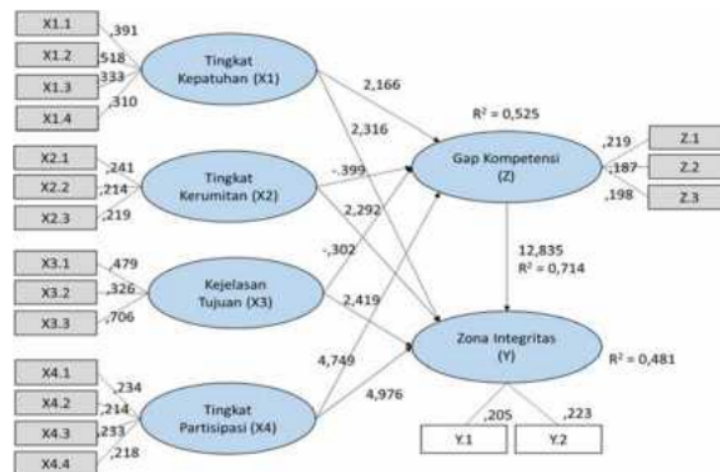 X1.1
,391
X1.2
,518
X1.3
,333
X1.4
,310
Tingkat
Kepatuhan (X1)
X2.1
,241
X2.2
,214
X2.3
,219
Tingkat
Kerumitan (X2)
X3.1
,479
X3.2
,326
X3.3
,706
Kejelasan
Tujuan (X3)
X4.1
,234
X4.2
,214
X4.3
,233
X4.4
,218
Tingkat
Partisipasi (X4)
2,166
2,316
-,399
2,292
-,302
2,419
4,749
4,976
R² = 0,525
Gap Kompetensi
(Z)
,219
Z.1
,187
Z.2
,198
Z.3
12,835
R² = 0,714
Zona Integritas
(Y)
R² = 0,481
,205
,223
Y.1
Y.2